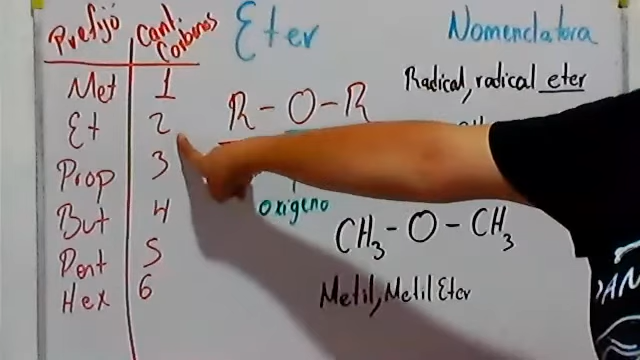 Prefijo
Cant. Carbonos
Met 1
Et 2
Prop 3
But 4
Pent 5
Hex 6
Eter
R - O - R
oxigeno
Nomenclatura
Radical, radical eter
CH3 - O - CH3
Metil, Metil Eter